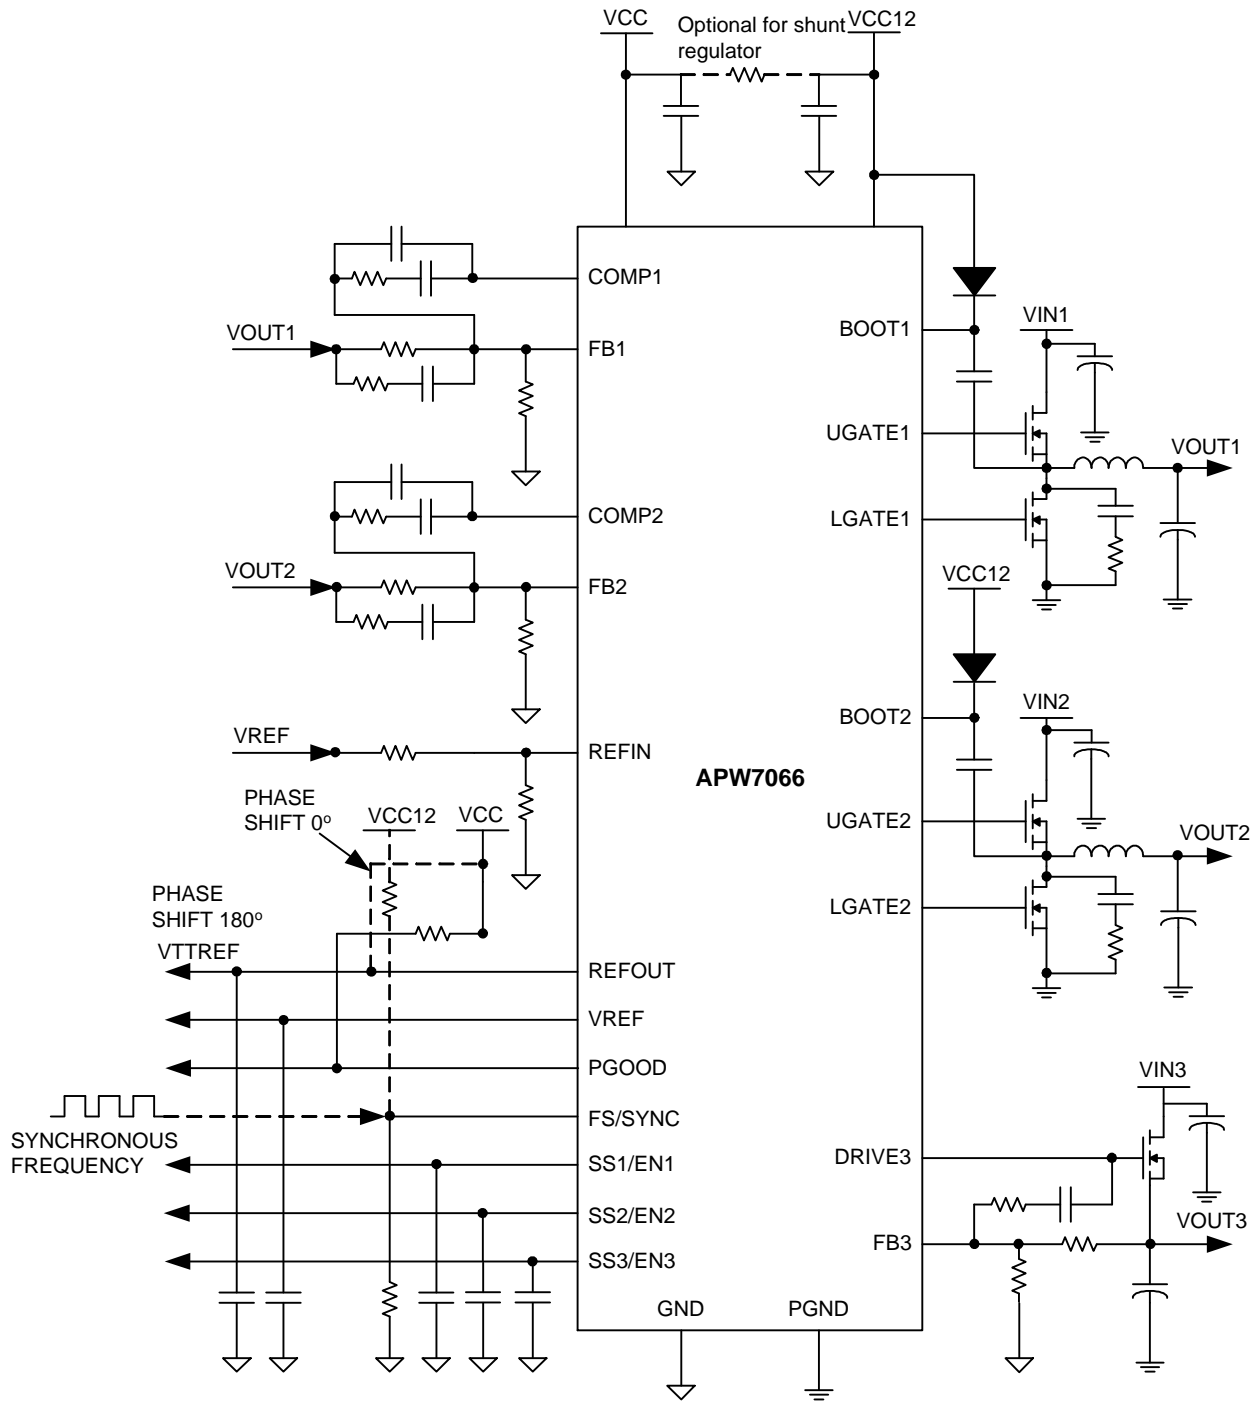 VCC
Optional for shunt
regulator
VCC12
COMP1
VOUT1
FB1
COMP2
VOUT2
FB2
VREF
REFIN
PHASE
SHIFT 0º
VCC12
VCC
PHASE
SHIFT 180º
VTTREF
REFOUT
VREF
PGOOD
FS/SYNC
SYNCHRONOUS
FREQUENCY
SS1/EN1
SS2/EN2
SS3/EN3
GND
PGND
APW7066
BOOT1
VIN1
UGATE1
VOUT1
LGATE1
VCC12
BOOT2
VIN2
UGATE2
VOUT2
LGATE2
VIN3
DRIVE3
VOUT3
FB3